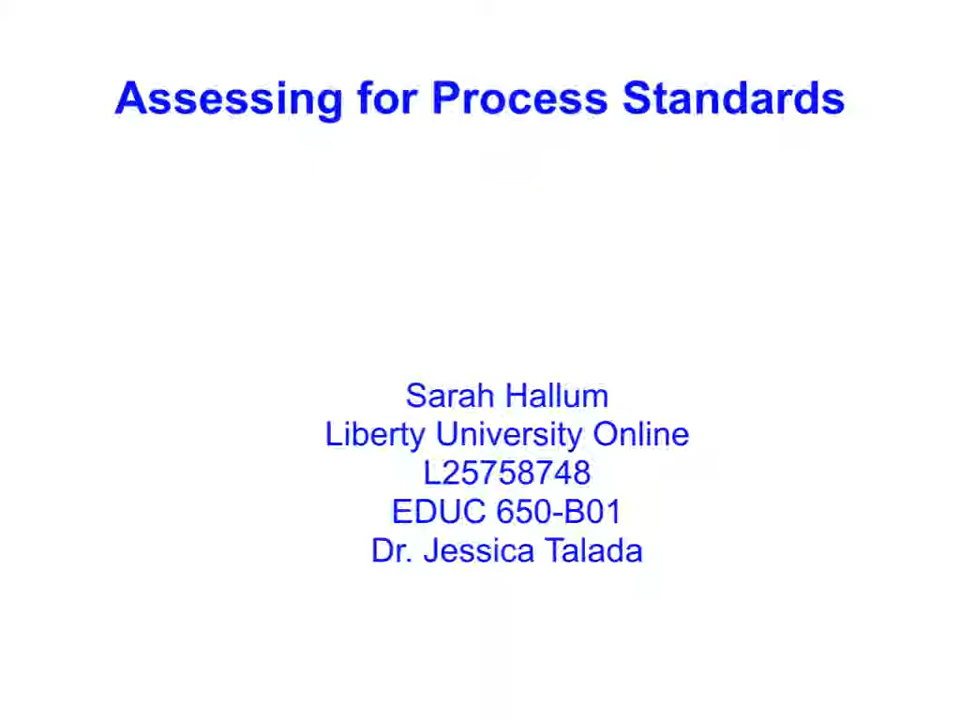 Assessing for Process Standards
Sarah Hallum
Liberty University Online
L25758748
EDUC 650-B01
Dr. Jessica Talada